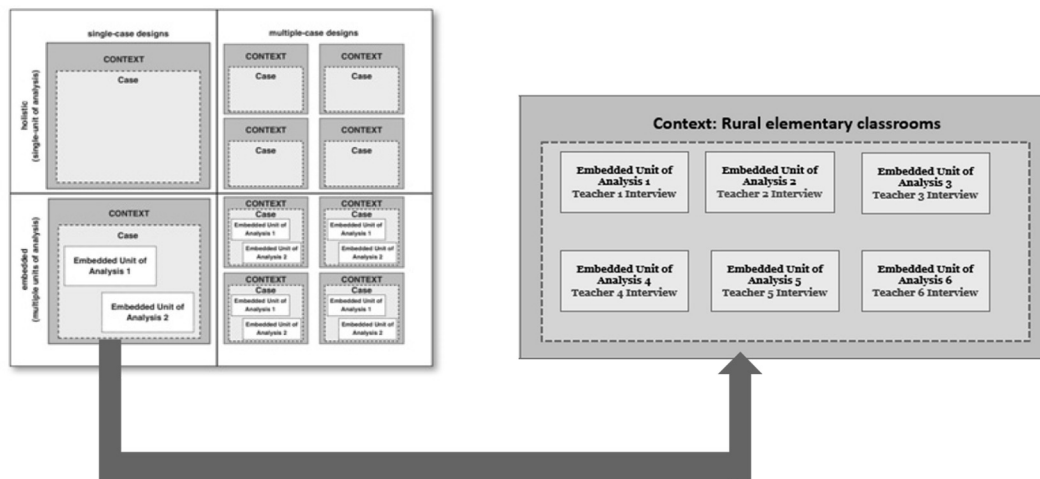 single-case designs
multiple-case designs
holistic
(single-unit of analysis)
CONTEXT
Case
CONTEXT
Case
CONTEXT
Case
CONTEXT
Case
CONTEXT
Case
embedded
(multiple units of analysis)
CONTEXT
Case
Embedded Unit of
Analysis 1
Embedded Unit of
Analysis 2
CONTEXT
Case
Embedded Unit of
Analysis 1
Embedded Unit of
Analysis 2
CONTEXT
Case
Embedded Unit of
Analysis 1
Embedded Unit of
Analysis 2
CONTEXT
Case
Embedded Unit of
Analysis 1
Embedded Unit of
Analysis 2
CONTEXT
Case
Embedded Unit of
Analysis 1
Embedded Unit of
Analysis 2
Context: Rural elementary classrooms
Embedded Unit of
Analysis 1
Teacher 1 Interview
Embedded Unit of
Analysis 2
Teacher 2 Interview
Embedded Unit of
Analysis 3
Teacher 3 Interview
Embedded Unit of
Analysis 4
Teacher 4 Interview
Embedded Unit of
Analysis 5
Teacher 5 Interview
Embedded Unit of
Analysis 6
Teacher 6 Interview